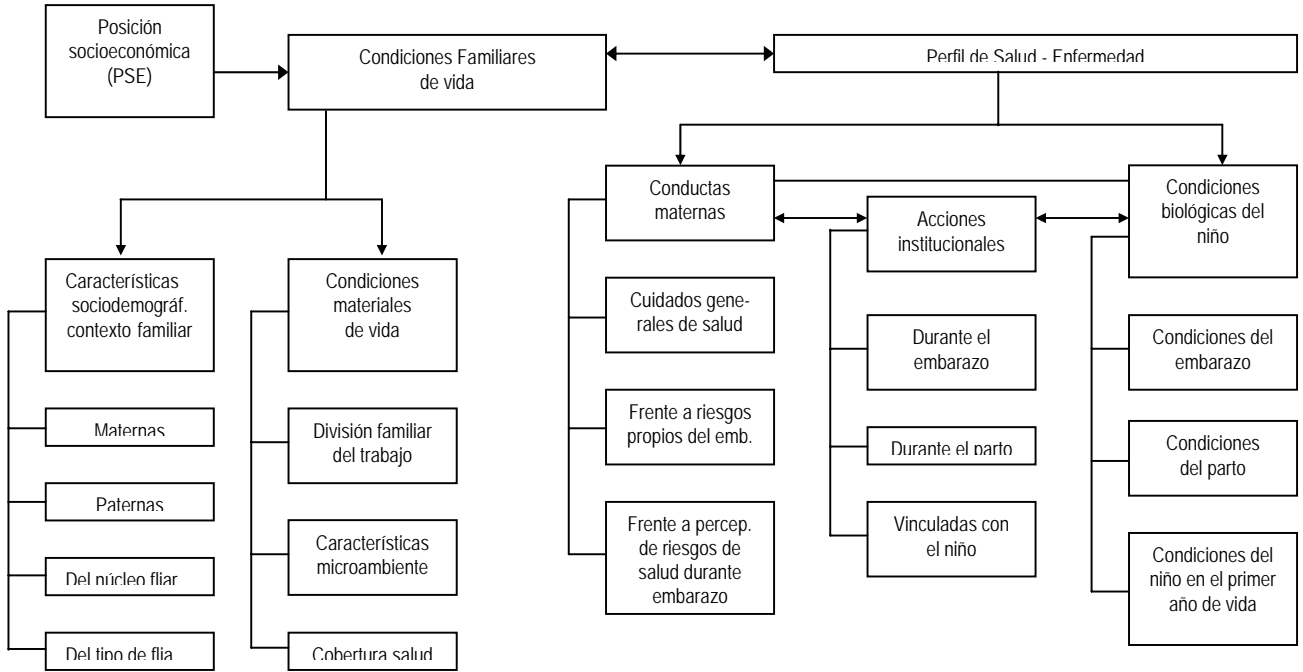 Posición
socioeconómica
(PSE)
Condiciones Familiares
de vida
Perfil de Salud - Enfermedad
Conductas
maternas
Acciones
institucionales
Condiciones
biológicas del
niño
Características
sociodemográf.
contexto familiar
Maternas
Paternas
Del núcleo fliar
Del tipo de flia
Condiciones
materiales
de vida
División familiar
del trabajo
Características
microambiente
Cobertura salud
Cuidados gene-
rales de salud
Frente a riesgos
propios del emb.
Frente a percep.
de riesgos de
salud durante
embarazo
Durante el
embarazo
Durante el parto
Vinculadas con
el niño
Condiciones del
embarazo
Condiciones
del parto
Condiciones del
niño en el primer
año de vida